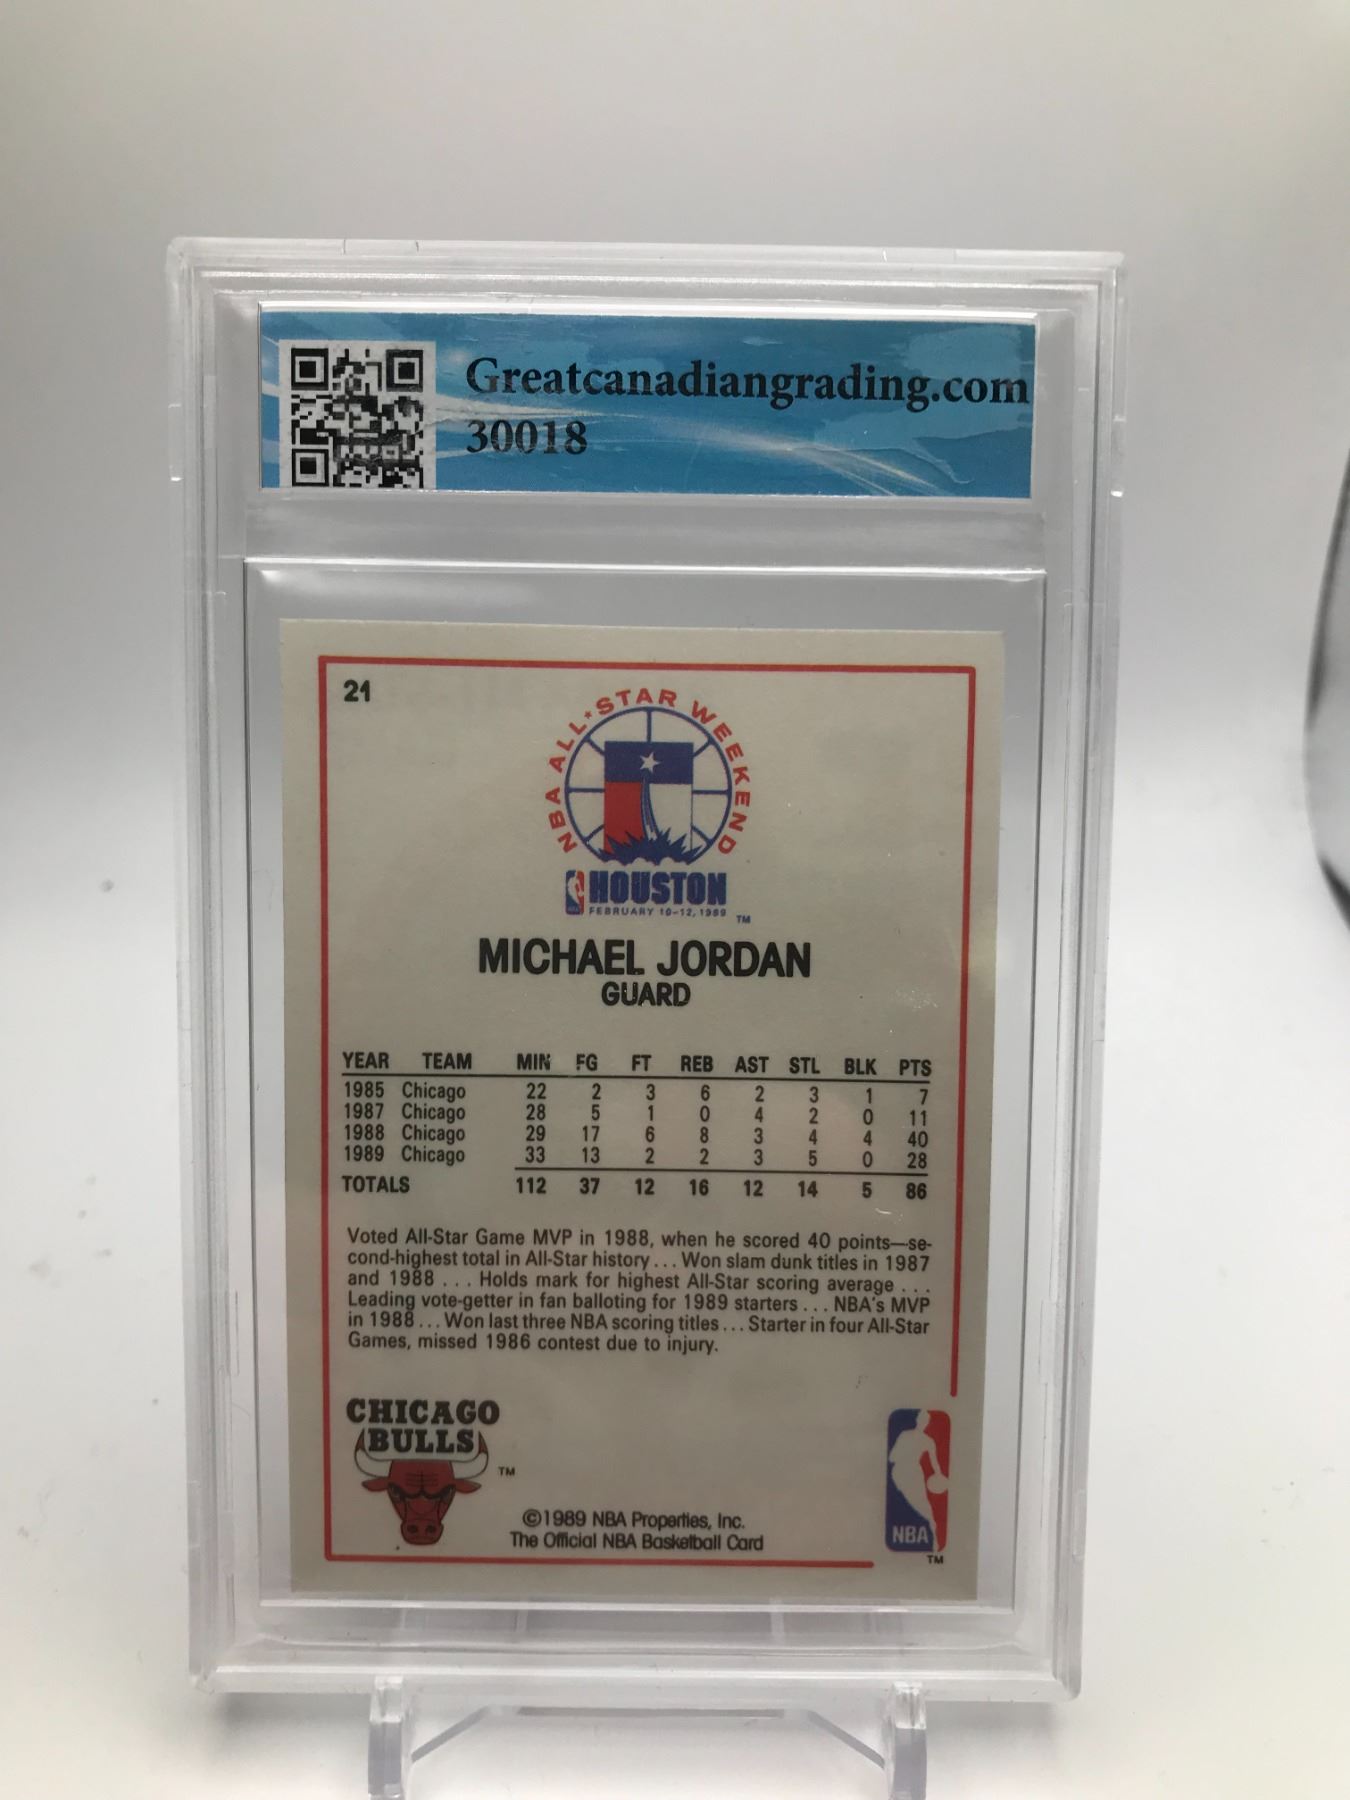 Greatcanadiangrading.com
30018
21
NBA ALL★STAR WEEKEND
HOUSTON
FEBRUARY 10-12, 1989 TM
MICHAEL JORDAN
GUARD
YEAR TEAM MIN FG FT REB AST STL BLK PTS
1985 Chicago 22 2 3 6 2 3 1 7
1987 Chicago 28 5 1 0 4 2 0 11
1988 Chicago 29 17 6 8 3 4 4 40
1989 Chicago 33 13 2 2 3 5 0 28
TOTALS 112 37 12 16 12 14 5 86
Voted All-Star Game MVP in 1988, when he scored 40 points—se-
cond-highest total in All-Star history . . . Won slam dunk titles in 1987
and 1988 . . . Holds mark for highest All-Star scoring average . . .
Leading vote-getter in fan balloting for 1989 starters . . . NBA's MVP
in 1988 . . . Won last three NBA scoring titles . . . Starter in four All-Star
Games, missed 1986 contest due to injury.
CHICAGO
BULLS
TM
©1989 NBA Properties, Inc.
The Official NBA Basketball Card
NBA
TM